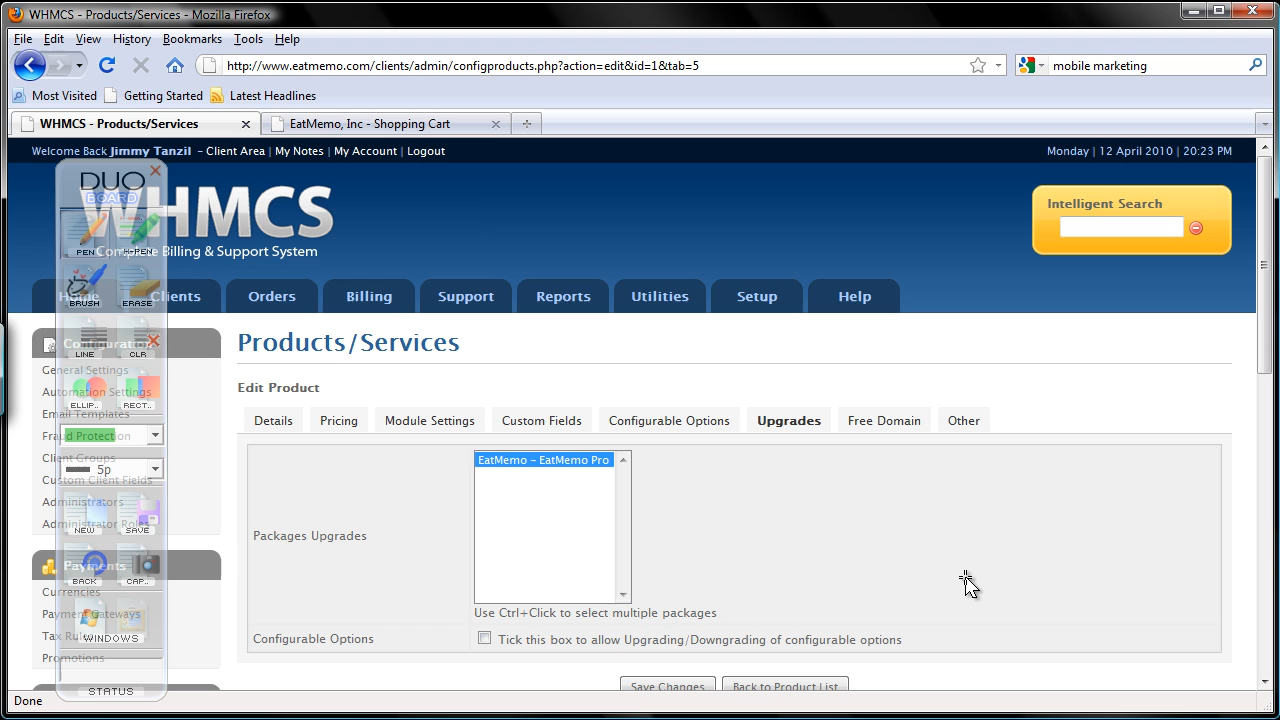 WHMCS - Products/Services - Mozilla Firefox
File Edit View History Bookmarks Tools Help
http://www.eatmemo.com/clients/admin/configproducts.php?action=edit&id=1&tab=5
mobile marketing
Most Visited Getting Started Latest Headlines
WHMCS - Products/Services
EatMemo, Inc - Shopping Cart
Welcome Back Jimmy Tanzil - Client Area | My Notes | My Account | Logout
Monday | 12 April 2010 | 20:23 PM
DUO
BOARD
WHMCS
Complete Billing & Support System
Intelligent Search
PEN
BRUSH
ERASE
LINE
CLR
ELLIP..
RECT..
5p
NEW
SAVE
BACK
CAP..
WINDOWS
STATUS
Home Clients Orders Billing Support Reports Utilities Setup Help
Configuration
General Settings
Automation Settings
Email Templates
Fraud Protection
Client Groups
Custom Client Fields
Administrators
Administrator Roles
Payments
Currencies
Payment Gateways
Tax Rules
Promotions
Products/Services
Edit Product
Details Pricing Module Settings Custom Fields Configurable Options Upgrades Free Domain Other
Packages Upgrades
EatMemo - EatMemo Pro
Use Ctrl+Click to select multiple packages
Configurable Options
Tick this box to allow Upgrading/Downgrading of configurable options
Save Changes
Back to Product List
Done